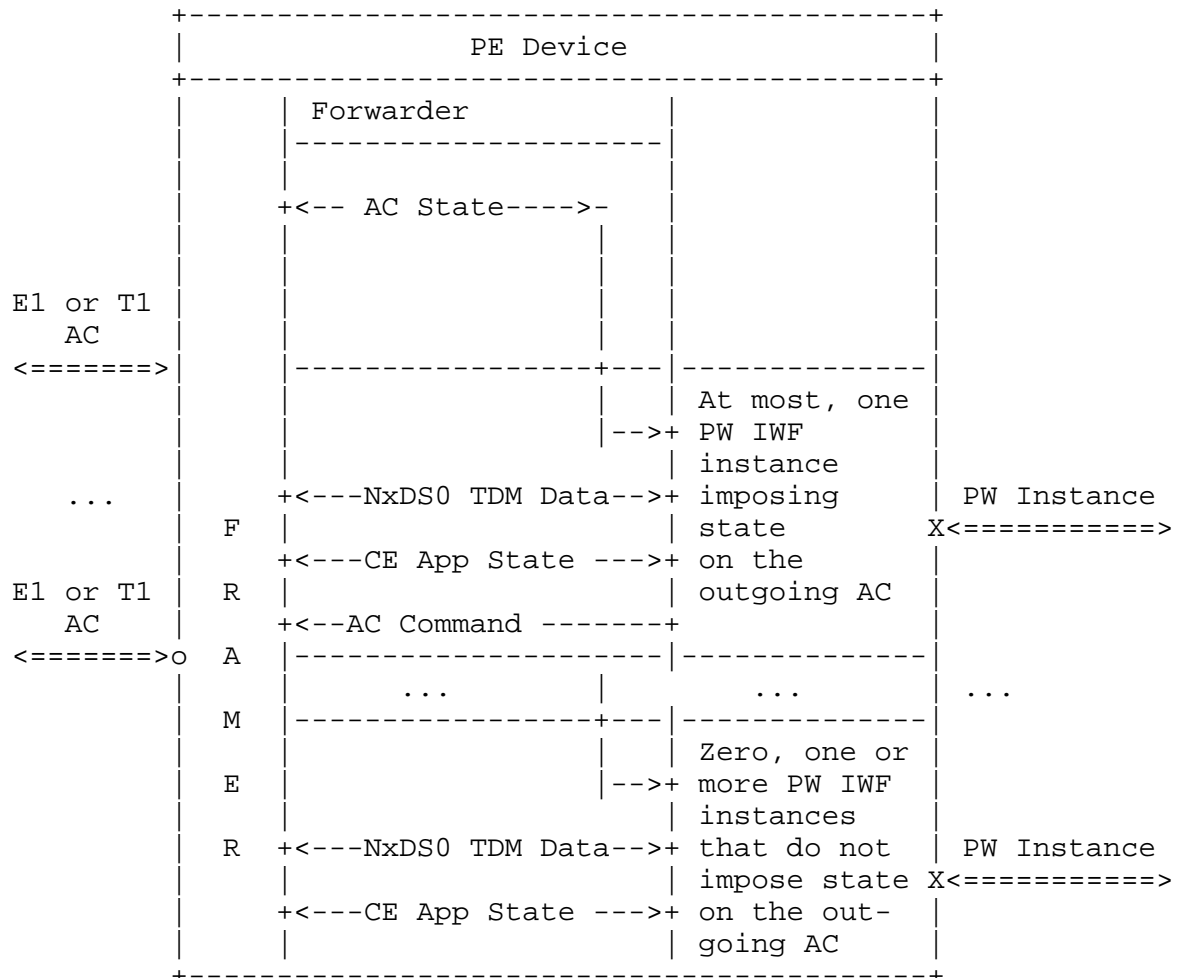 PE Device
Forwarder
+<-- AC State---->-
E1 or T1
AC
<=======>
At most, one
|-->+ PW IWF
instance
... +<---NxDS0 TDM Data-->+ imposing PW Instance
F state X<===========>
+<---CE App State --->+ on the
E1 or T1 R outgoing AC
AC +<--AC Command -------+
<=======>o A
... ... ...
M
Zero, one or
E |-->+ more PW IWF
instances
R +<---NxDS0 TDM Data-->+ that do not PW Instance
impose state X<===========>
+<---CE App State --->+ on the out-
going AC